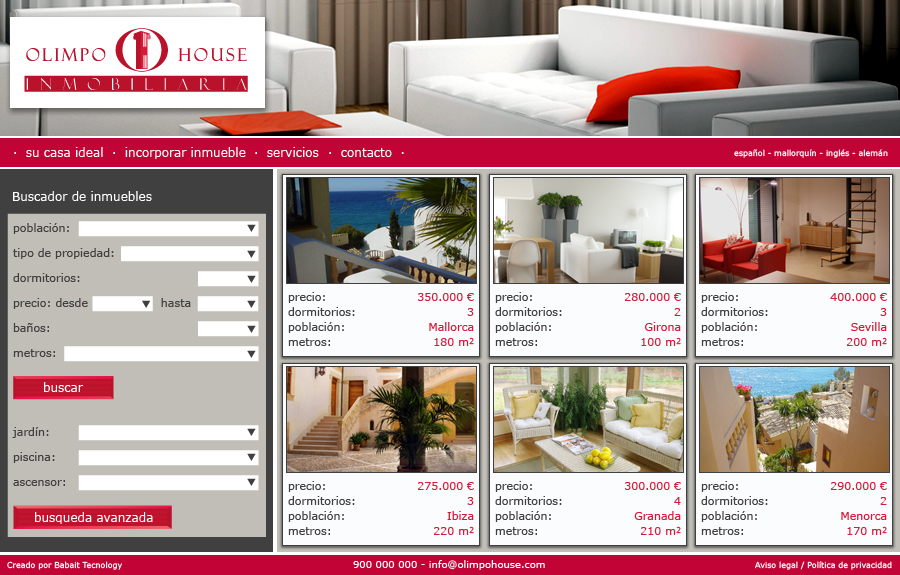 OLIMPO HOUSE
INMOBILIARIA
· su casa ideal · incorporar inmueble · servicios · contacto ·
español - mallorquín - inglés - alemán
Buscador de inmuebles
población:
tipo de propiedad:
dormitorios:
precio: desde hasta
baños:
metros:
buscar
jardín:
piscina:
ascensor:
busqueda avanzada
precio: 350.000 €
dormitorios: 3
población: Mallorca
metros: 180 m²
precio: 280.000 €
dormitorios: 2
población: Girona
metros: 100 m²
precio: 400.000 €
dormitorios: 3
población: Sevilla
metros: 200 m²
precio: 275.000 €
dormitorios: 3
población: Ibiza
metros: 220 m²
precio: 300.000 €
dormitorios: 4
población: Granada
metros: 210 m²
precio: 290.000 €
dormitorios: 2
población: Menorca
metros: 170 m²
Creado por Babait Tecnology
900 000 000 - info@olimpohouse.com
Aviso legal / Política de privacidad